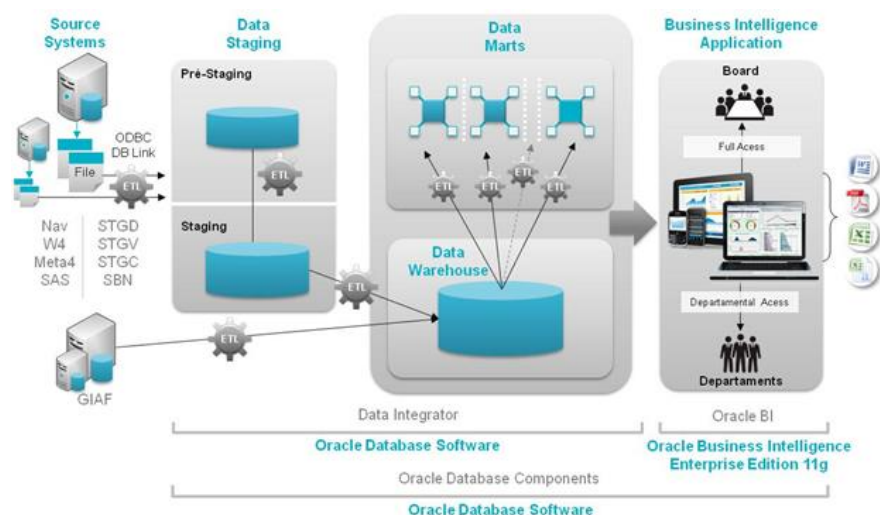 Source
Systems
Data
Staging
Data
Marts
Business Intelligence
Application
Pré-Staging
Board
ODBC
DB Link
File
ETL
ETL
ETL
ETL
ETL
ETL
Full Acess
Staging
Nav
W4
Meta4
SAS
STGD
STGV
STGC
SBN
Data
Warehouse
ETL
ETL
Departamental Acess
GIAF
Departaments
Data Integrator
Oracle BI
Oracle Database Software
Oracle Business Intelligence
Enterprise Edition 11g
Oracle Database Components
Oracle Database Software